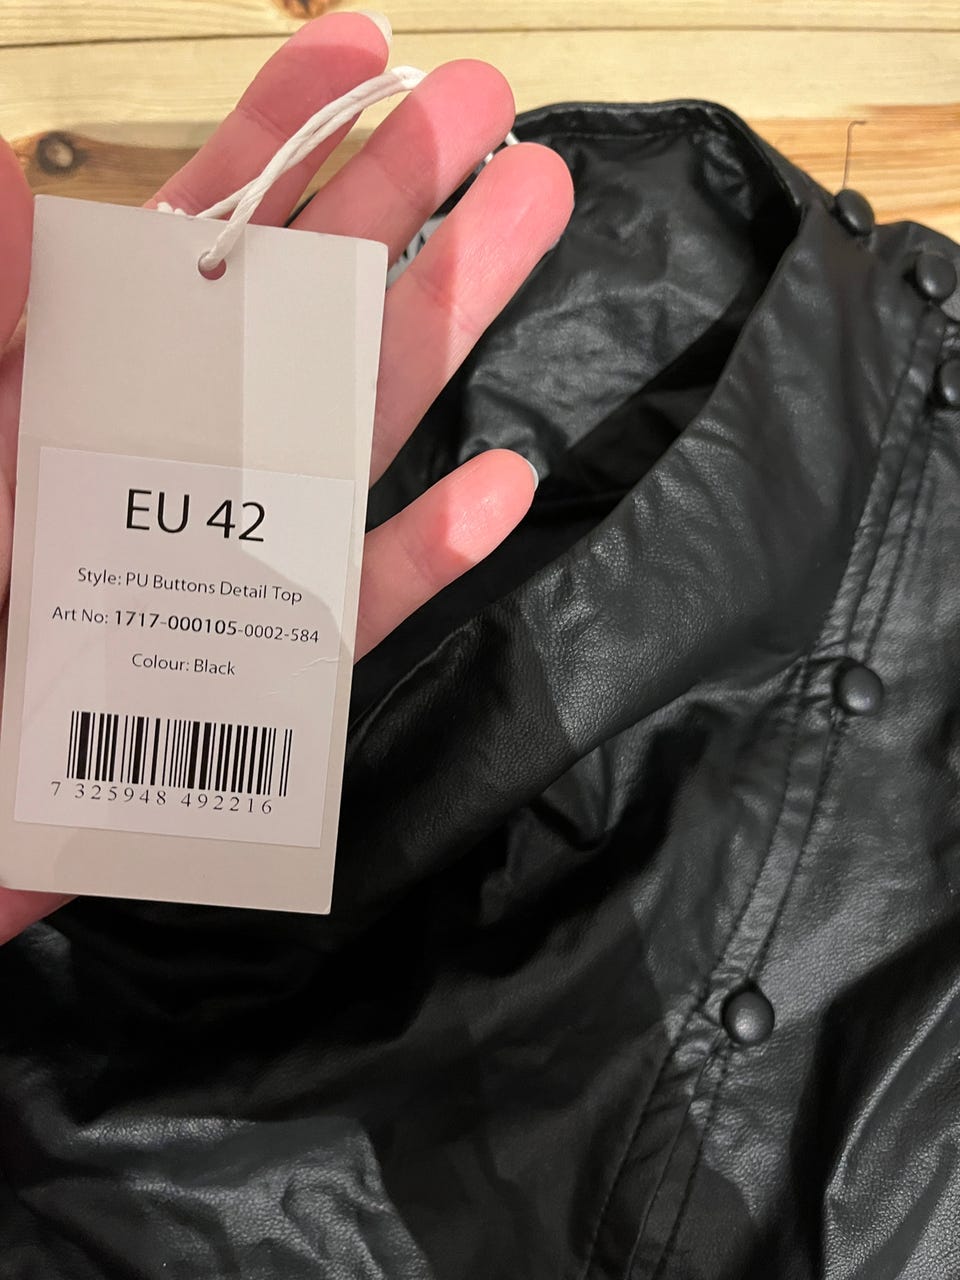 EU 42
Style: PU Buttons Detail Top
Art No: 1717-000105-0002-584
Colour: Black
7 325948 492216